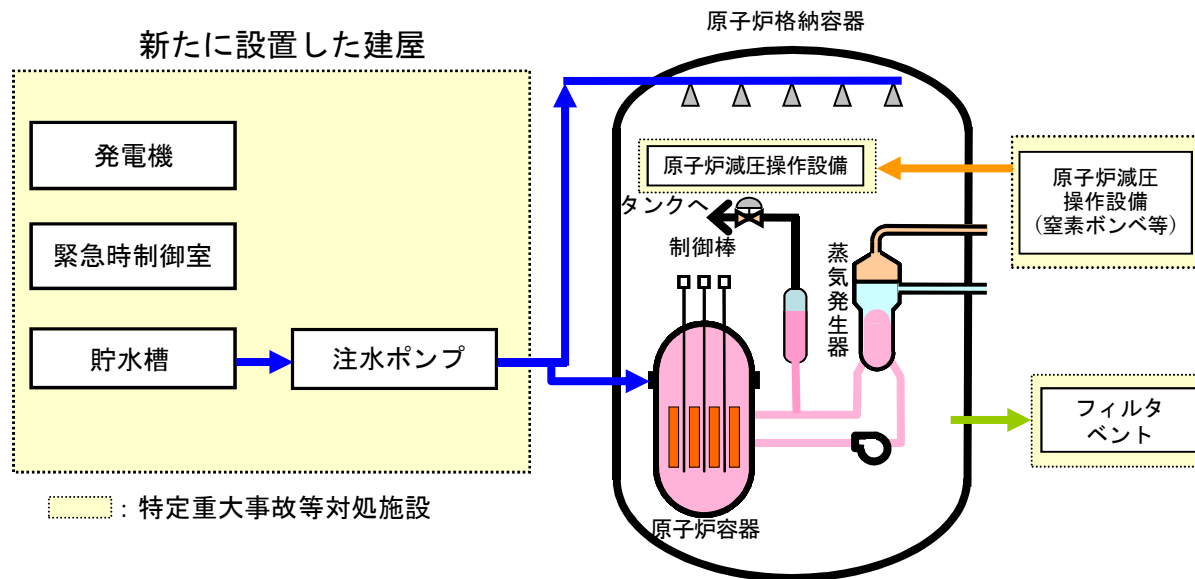 新たに設置した建屋
発電機
緊急時制御室
貯水槽
注水ポンプ
：特定重大事故等対処施設
原子炉格納容器
原子炉減圧操作設備
タンクへ
制御棒
蒸気発生器
原子炉容器
原子炉減圧
操作設備
(窒素ボンベ等)
フィルタ
ベント